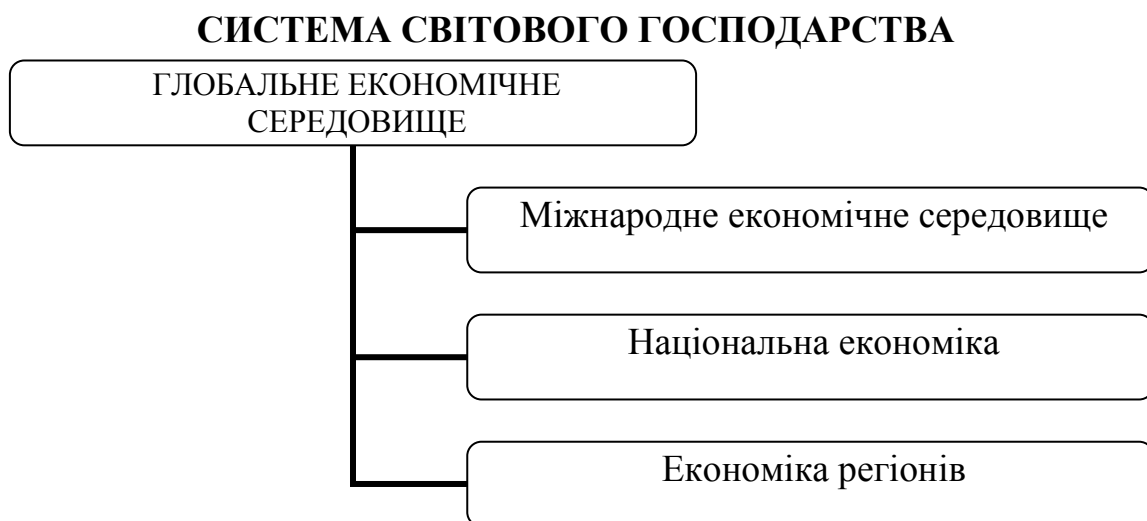 СИСТЕМА СВІТОВОГО ГОСПОДАРСТВА
ГЛОБАЛЬНЕ ЕКОНОМІЧНЕ
СЕРЕДОВИЩЕ
Міжнародне економічне середовище
Національна економіка
Економіка регіонів